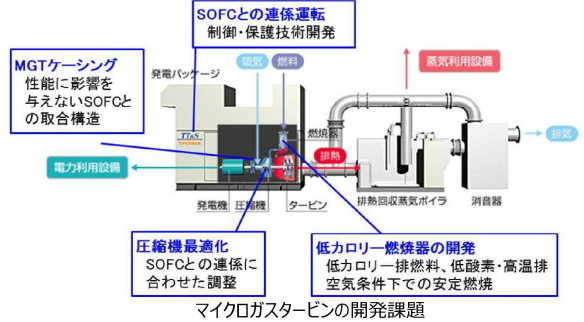 SOFCとの連係運転
制御・保護技術開発
MGTケーシング
性能に影響を
与えないSOFCと
の取合構造
発電パッケージ
吸気
燃料
蒸気利用設備
TT&S
燃焼器
排熱
排気
電力利用設備
発電機
圧縮機
タービン
排熱回収蒸気ボイラ
消音器
圧縮機最適化
SOFCとの連係に
合わせた調整
低カロリー燃焼器の開発
低カロリー排燃料、低酸素・高温排
空気条件下での安定燃焼
マイクロガスタービンの開発課題